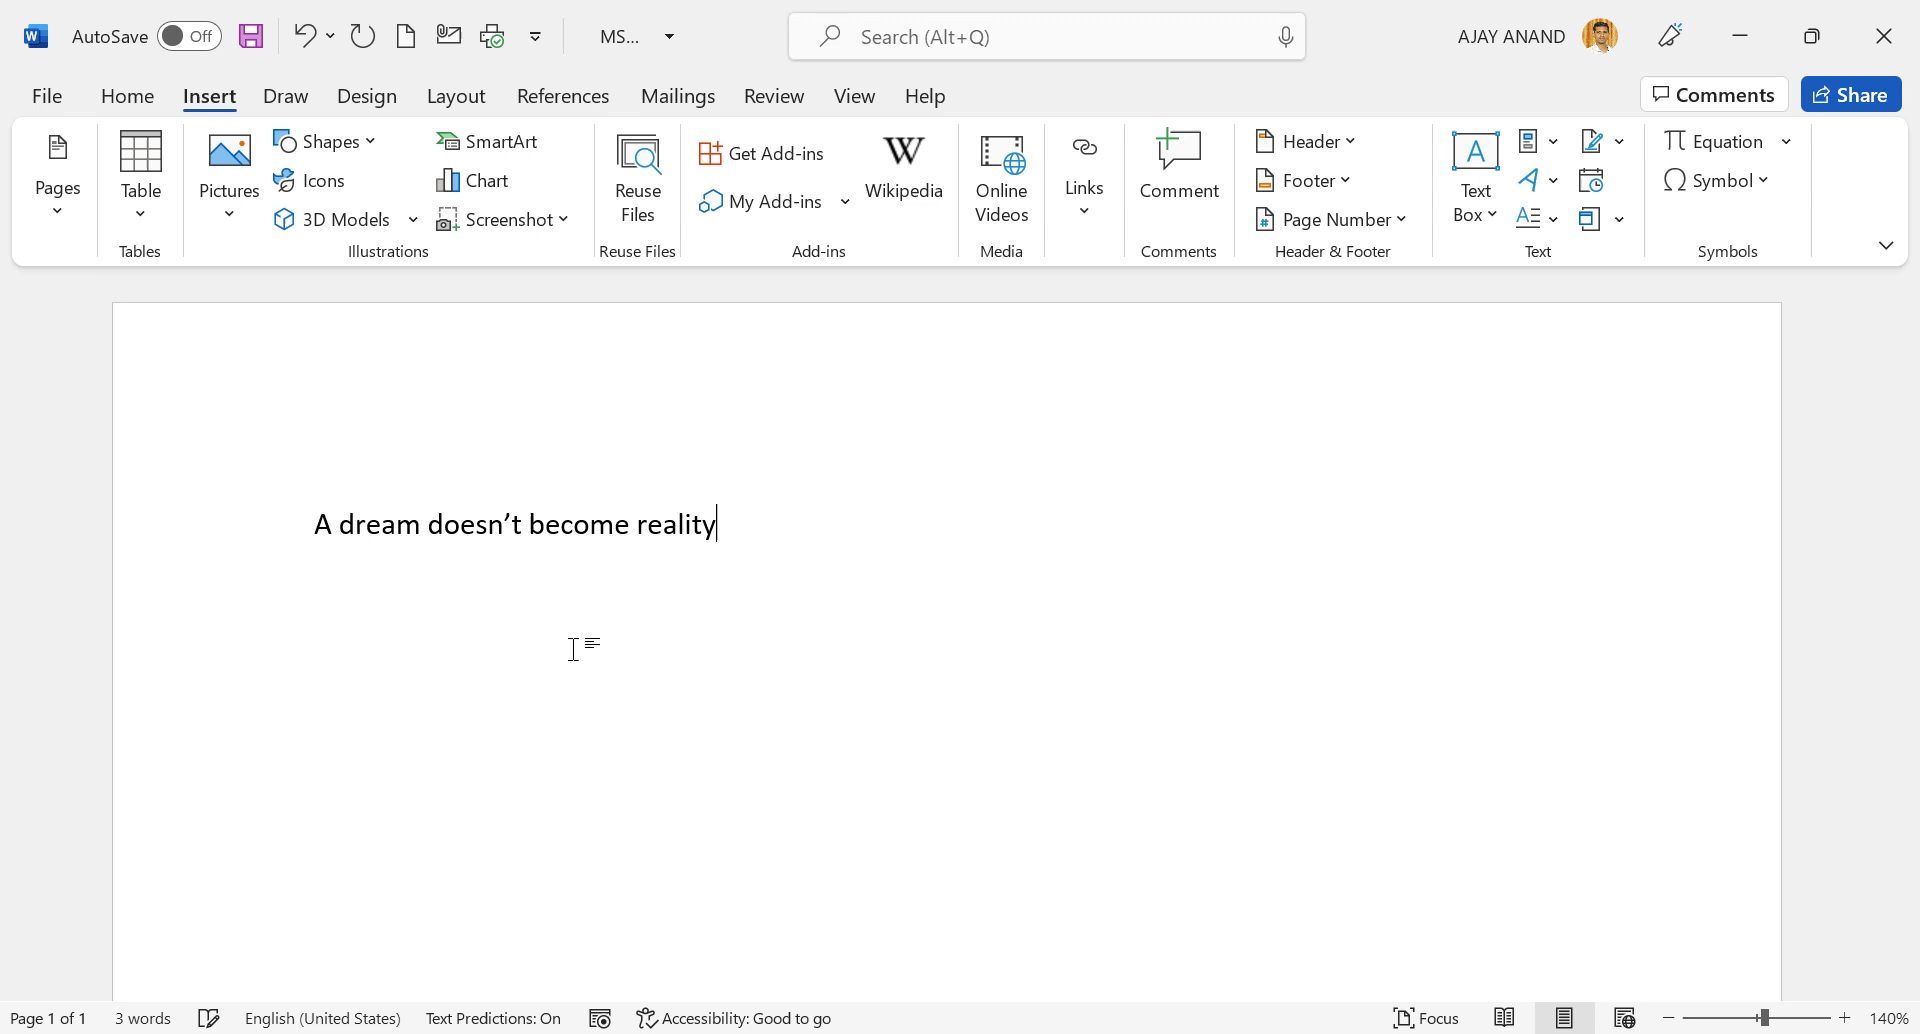 AutoSave Off MS... Search (Alt+Q) AJAY ANAND
File Home Insert Draw Design Layout References Mailings Review View Help Comments Share
Pages
Table
Tables
Pictures
Shapes
Icons
3D Models
SmartArt
Chart
Screenshot
Illustrations
Reuse
Files
Reuse Files
Get Add-ins
My Add-ins
Wikipedia
Add-ins
Online
Videos
Media
Links
Comment
Comments
Header
Footer
Page Number
Header & Footer
Text
Box
Text
Equation
Symbol
Symbols
A dream doesn’t become reality
Page 1 of 1 3 words English (United States) Text Predictions: On Accessibility: Good to go Focus 140%